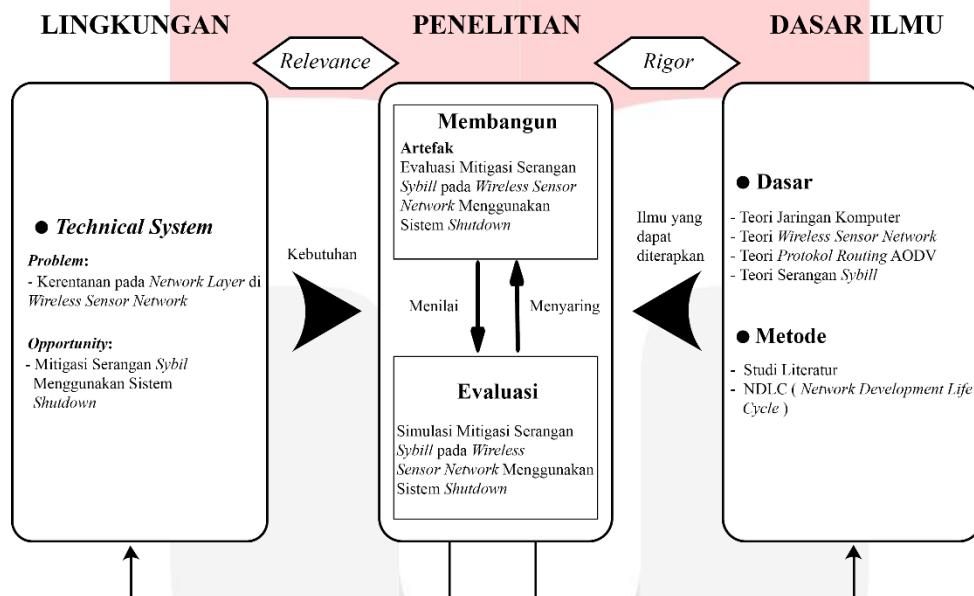 LINGKUNGAN
PENELITIAN
DASAR ILMU
Relevance
Rigor
● Technical System
Problem:
- Kerentanan pada Network Layer di
Wireless Sensor Network
Opportunity:
- Mitigasi Serangan Sybil
Menggunakan Sistem
Shutdown
Kebutuhan
Membangun
Artefak
Evaluasi Mitigasi Serangan
Sybill pada Wireless Sensor
Network Menggunakan
Sistem Shutdown
Menilai
Menyaring
Evaluasi
Simulasi Mitigasi Serangan
Sybill pada Wireless
Sensor Network Menggunakan
Sistem Shutdown
Ilmu yang
dapat
diterapkan
● Dasar
- Teori Jaringan Komputer
- Teori Wireless Sensor Network
- Teori Protokol Routing AODV
- Teori Serangan Sybill
● Metode
- Studi Literatur
- NDLC ( Network Development Life
Cycle )